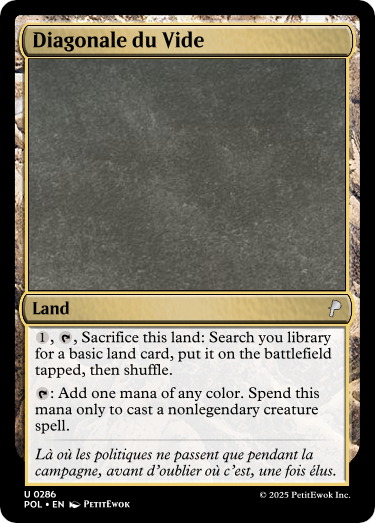 Diagonale du Vide
Land
1, T, Sacrifice this land: Search you library
for a basic land card, put it on the battlefield
tapped, then shuffle.
T: Add one mana of any color. Spend this
mana only to cast a nonlegendary creature
spell.
Là où les politiques ne passent que pendant la
campagne, avant d'oublier où c'est, une fois élus.
U 0286
POL • EN PetitEwok
© 2025 PetitEwok Inc.